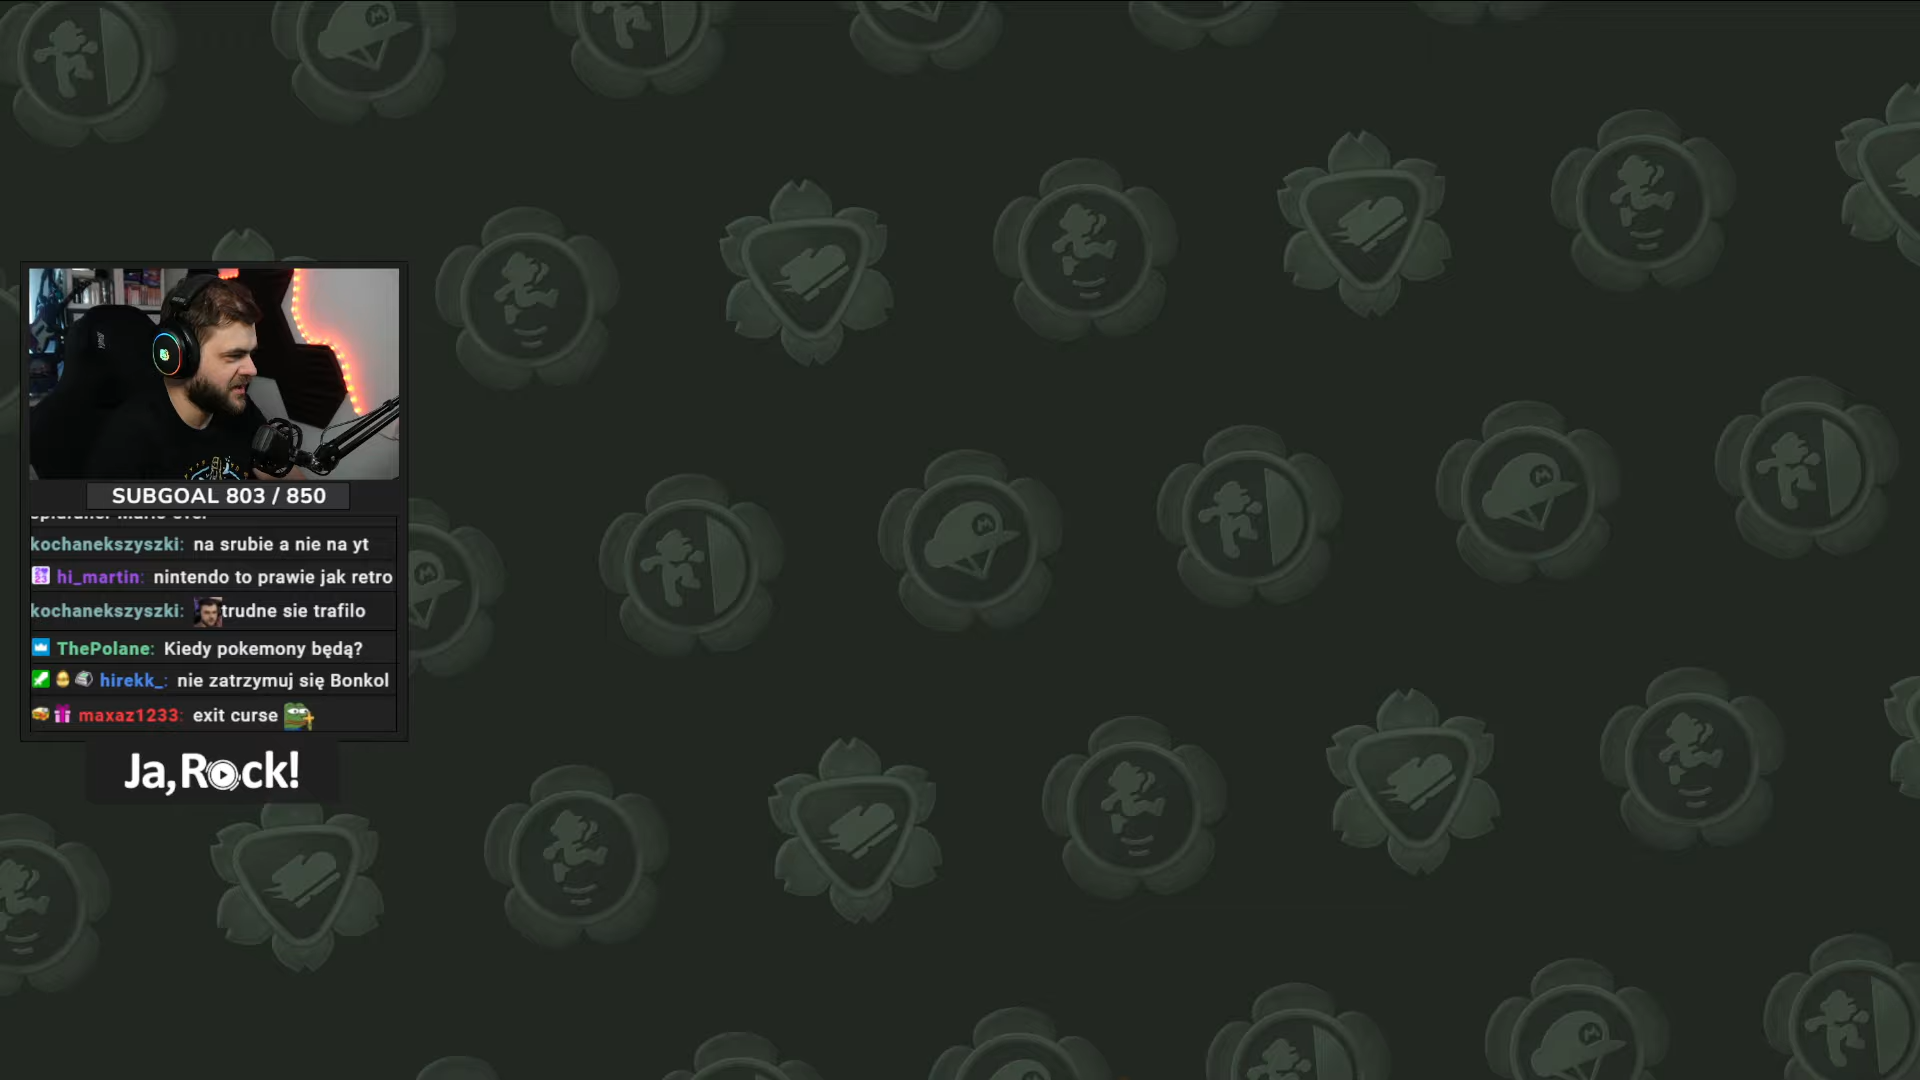 SUBGOAL 803 / 850
kochanekszyszki: na srubie a nie na yt
hi_martin: nintendo to prawie jak retro
kochanekszyszki: trudne sie trafilo
ThePolane: Kiedy pokemony będą?
hirekk_: nie zatrzymuj się Bonkol
maxaz1233: exit curse
Ja,Rock!